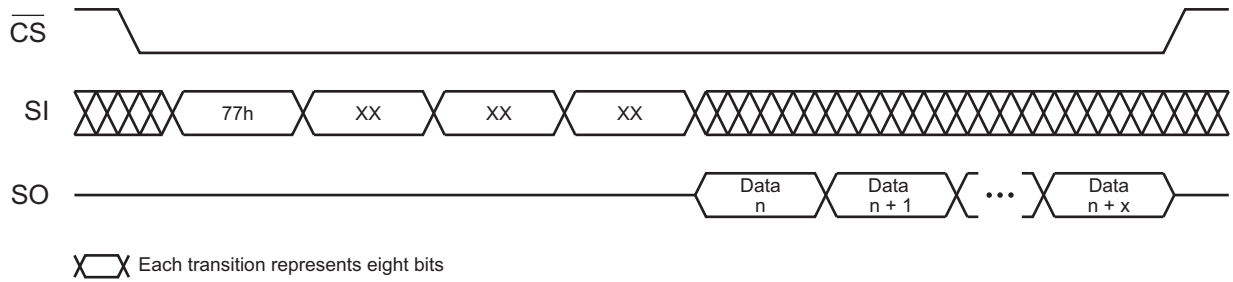 CS
SI
77h
XX
XX
XX
SO
Data
n
Data
n + 1
•••
Data
n + x
Each transition represents eight bits